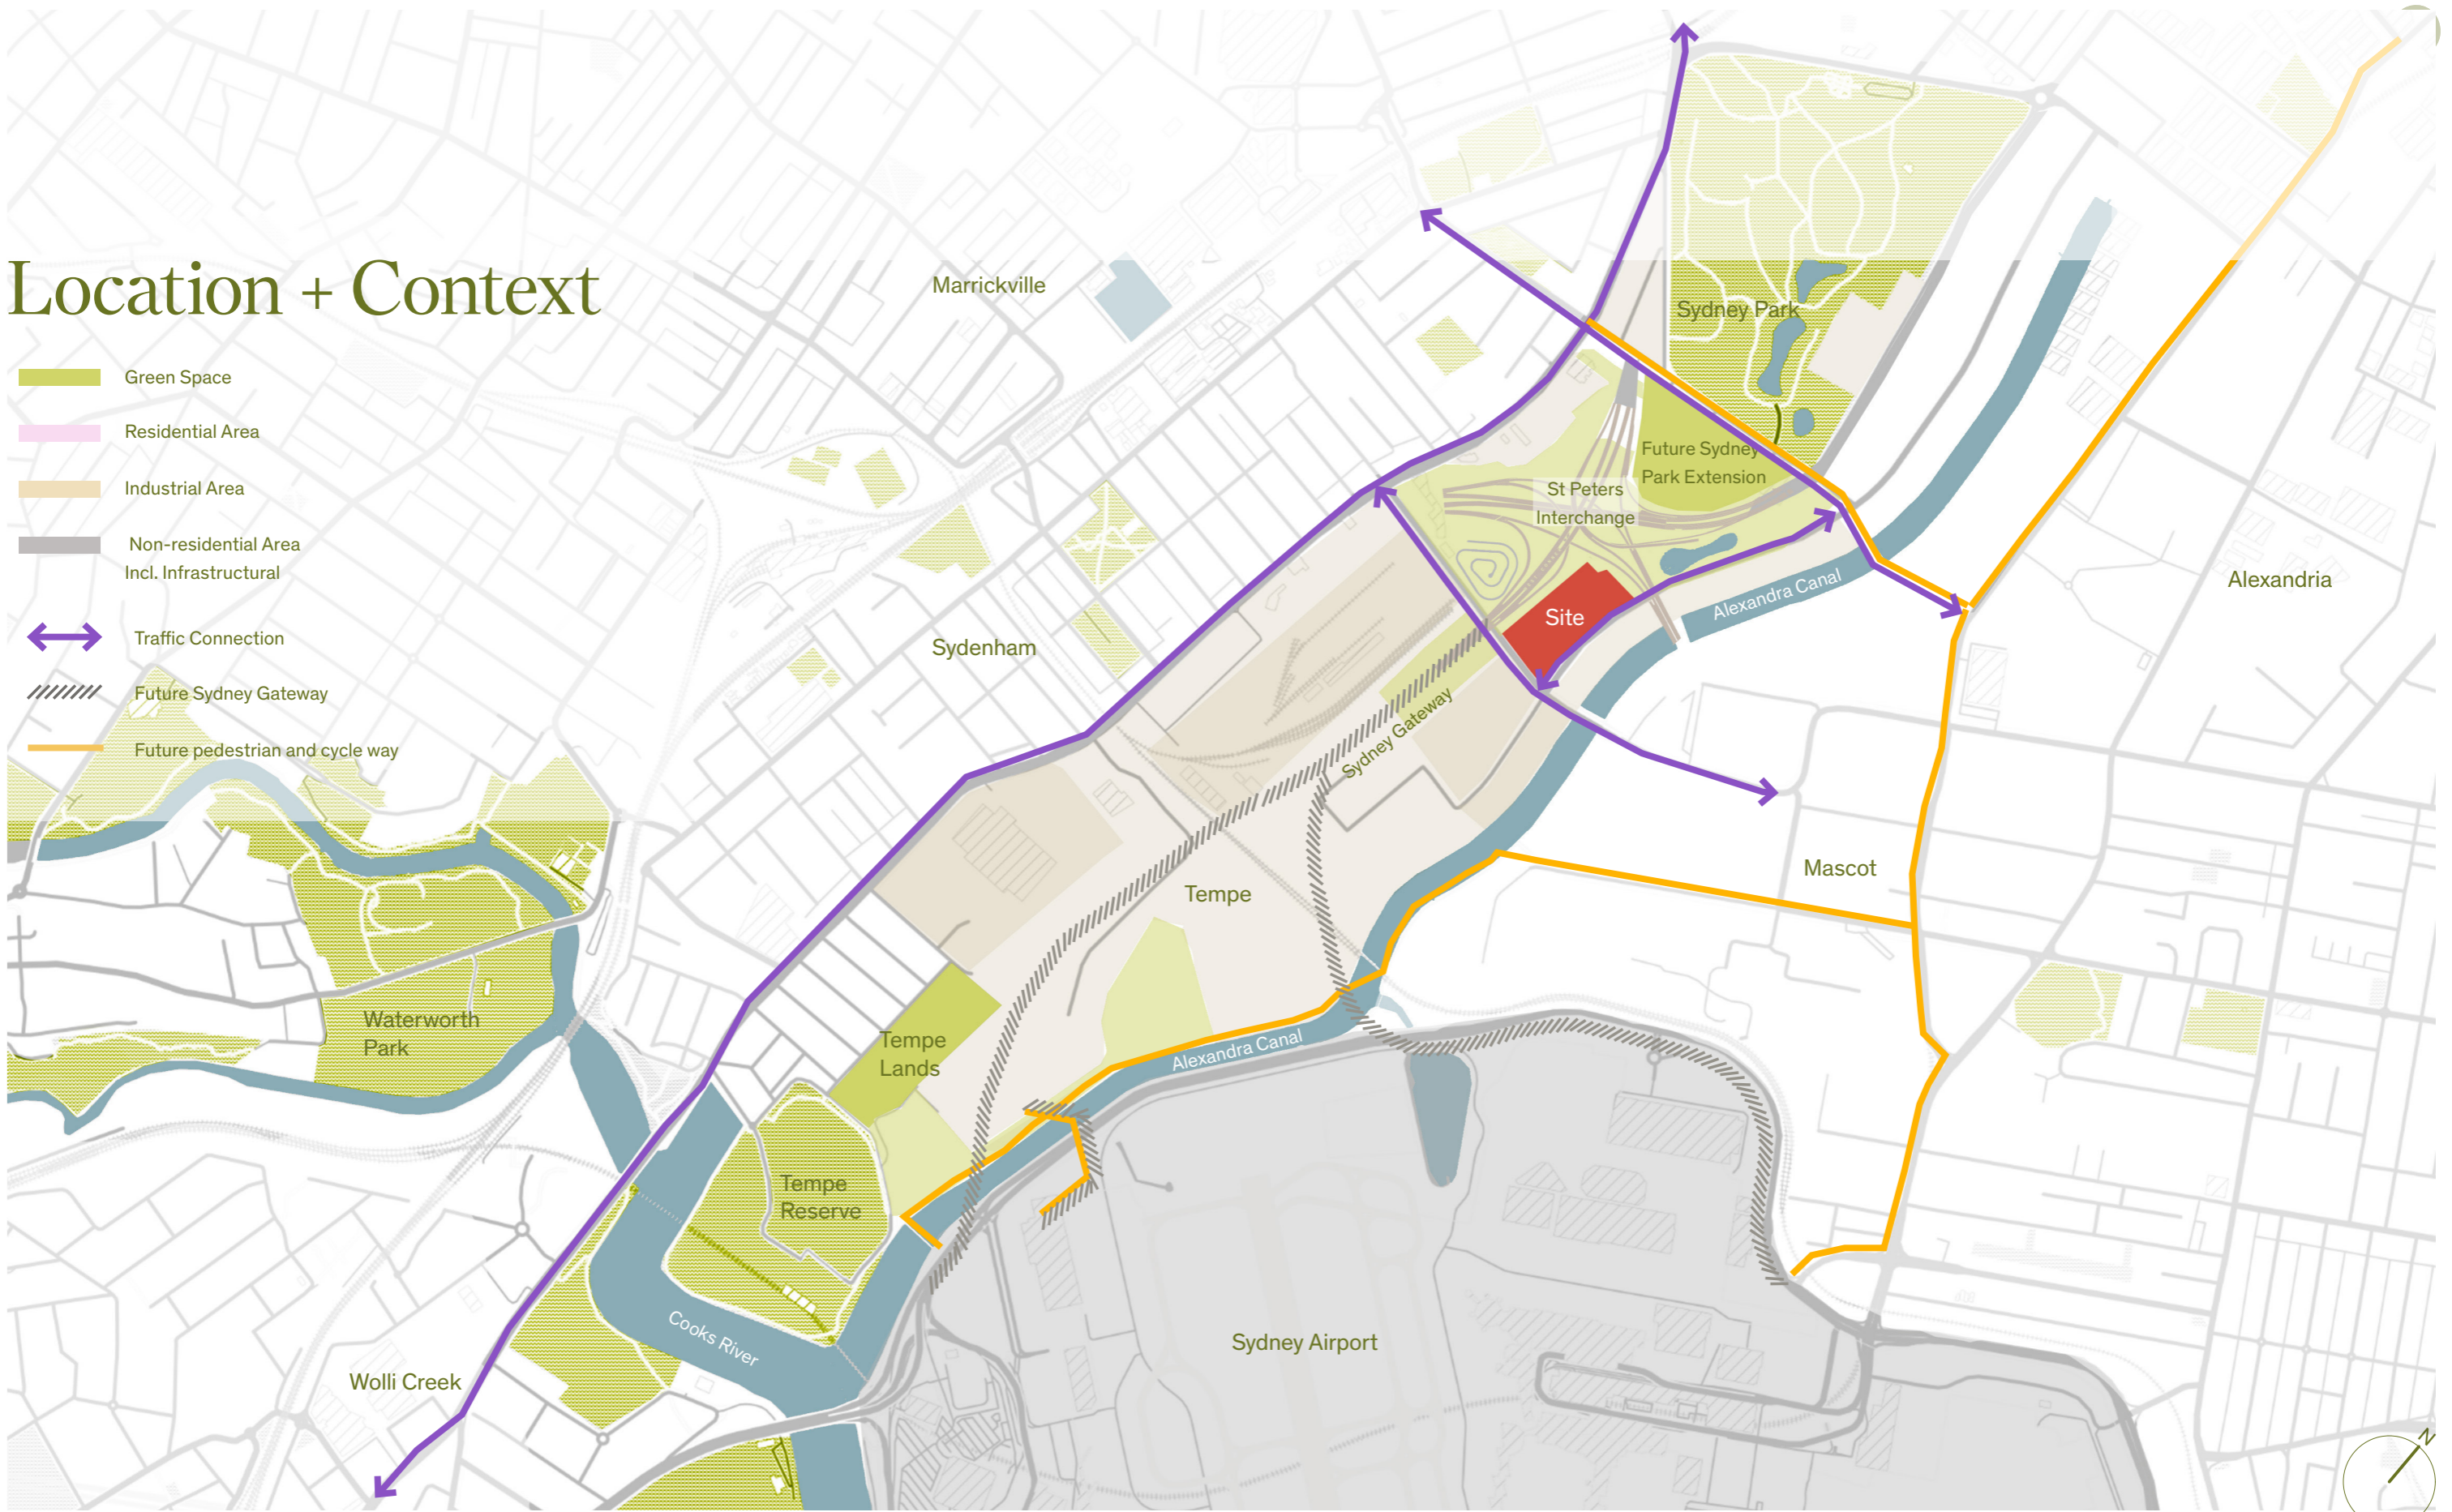 Location + Context
Green Space
Residential Area
Industrial Area
Non-residential Area
Incl. Infrastructural
Traffic Connection
Future Sydney Gateway
Future pedestrian and cycle way
Marrickville
Sydney Park
Future Sydney
Park Extension
St Peters
Interchange
Alexandria
Alexandra Canal
Site
Sydenham
Sydney Gateway
Mascot
Tempe
Waterworth
Park
Tempe
Lands
Alexandra Canal
Tempe
Reserve
Cooks River
Sydney Airport
Wolli Creek
N